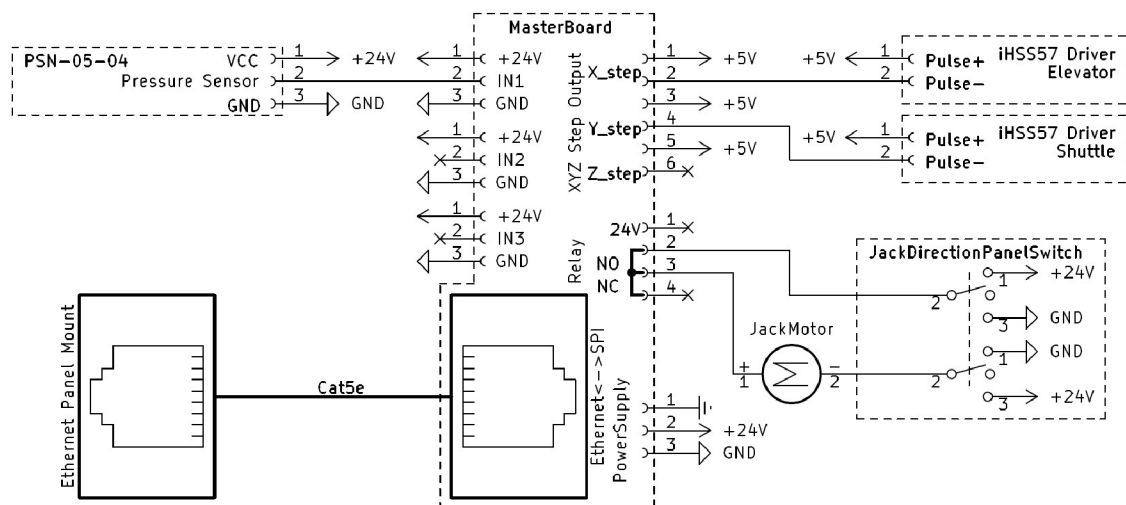 MasterBoard
PSN-05-04
VCC 1 +24V
Pressure Sensor 2
GND 3 GND
1 +24V
2 IN1
3 GND
1 +24V
2 IN2
3 GND
1 +24V
2 IN3
3 GND
XYZ Step Output
1 +5V
X_step 2
3 +5V
Y_step 4
5 +5V
Z_step 6
+5V 1 Pulse+ iHSS57 Driver
2 Pulse- Elevator
+5V 1 Pulse+ iHSS57 Driver
2 Pulse- Shuttle
Relay
24V 1
2
NO 3
NC 4
JackDirectionPanelSwitch
1 +24V
2
3 GND
1 GND
2
3 +24V
JackMotor
+ -
1 2
Ethernet Panel Mount
Cat5e
Ethernet<->SPI
PowerSupply
1
2 +24V
3 GND